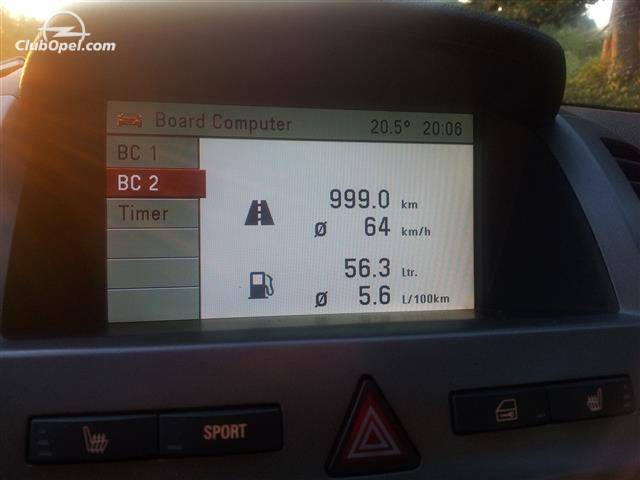 ClubOpel.com
Board Computer 20.5° 20:06
BC 1
BC 2
Timer
999.0 km
Ø 64 km/h
56.3 Ltr.
Ø 5.6 L/100km
SPORT